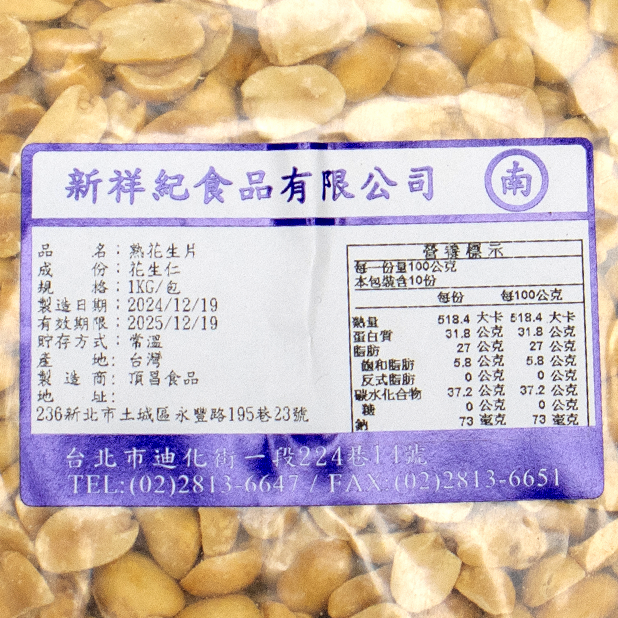 新祥紀食品有限公司 南
品 名：熟花生片
成 份：花生仁
規 格：1KG/包
製造日期：2024/12/19
有效期限：2025/12/19
貯存方式：常溫
產 地：台灣
製 造 商：頂昌食品
地 址：
236新北市土城區永豐路195巷23號
營養標示
每一份量100公克
本包裝含10份
每份 每100公克
熱量 518.4 大卡 518.4 大卡
蛋白質 31.8 公克 31.8 公克
脂肪 27 公克 27 公克
飽和脂肪 5.8 公克 5.8 公克
反式脂肪 0 公克 0 公克
碳水化合物 37.2 公克 37.2 公克
糖 0 公克 0 公克
鈉 73 毫克 73 毫克
台北市迪化街一段224巷14號
TEL:(02)2813-6647 / FAX:(02)2813-6651